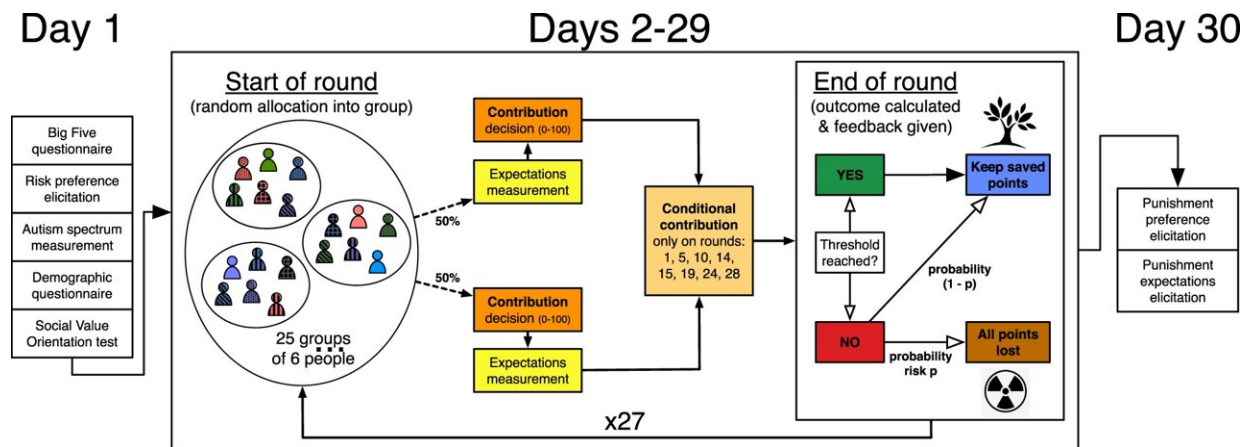 Day 1
Days 2-29
Day 30
Big Five
questionnaire
Risk preference
elicitation
Autism spectrum
measurement
Demographic
questionnaire
Social Value
Orientation test
Start of round
(random allocation into group)
25 groups
of 6 people
50%
50%
Contribution
decision (0-100)
Expectations
measurement
Contribution
decision (0-100)
Expectations
measurement
Conditional
contribution
only on rounds:
1, 5, 10, 14,
15, 19, 24, 28
End of round
(outcome calculated
& feedback given)
YES
Keep saved
points
Threshold
reached?
probability
(1 - p)
NO
All points
lost
probability
risk p
x27
Punishment
preference
elicitation
Punishment
expectations
elicitation